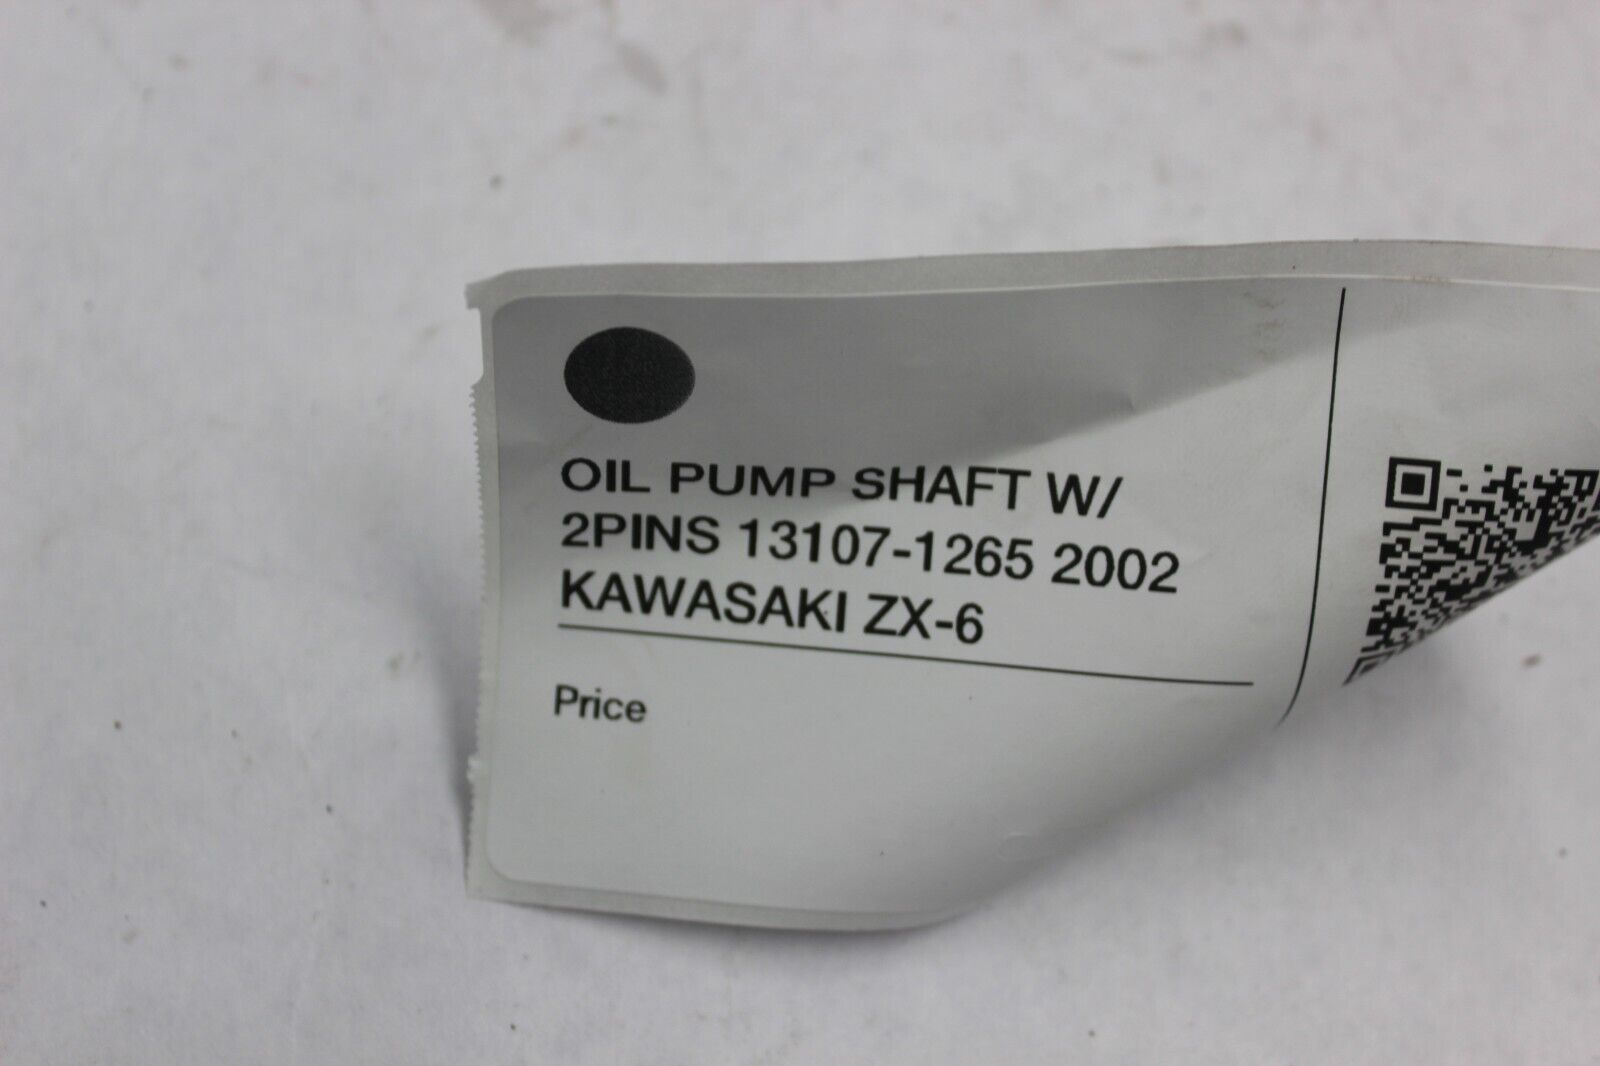 OIL PUMP SHAFT W/
2PINS 13107-1265 2002
KAWASAKI ZX-6
Price